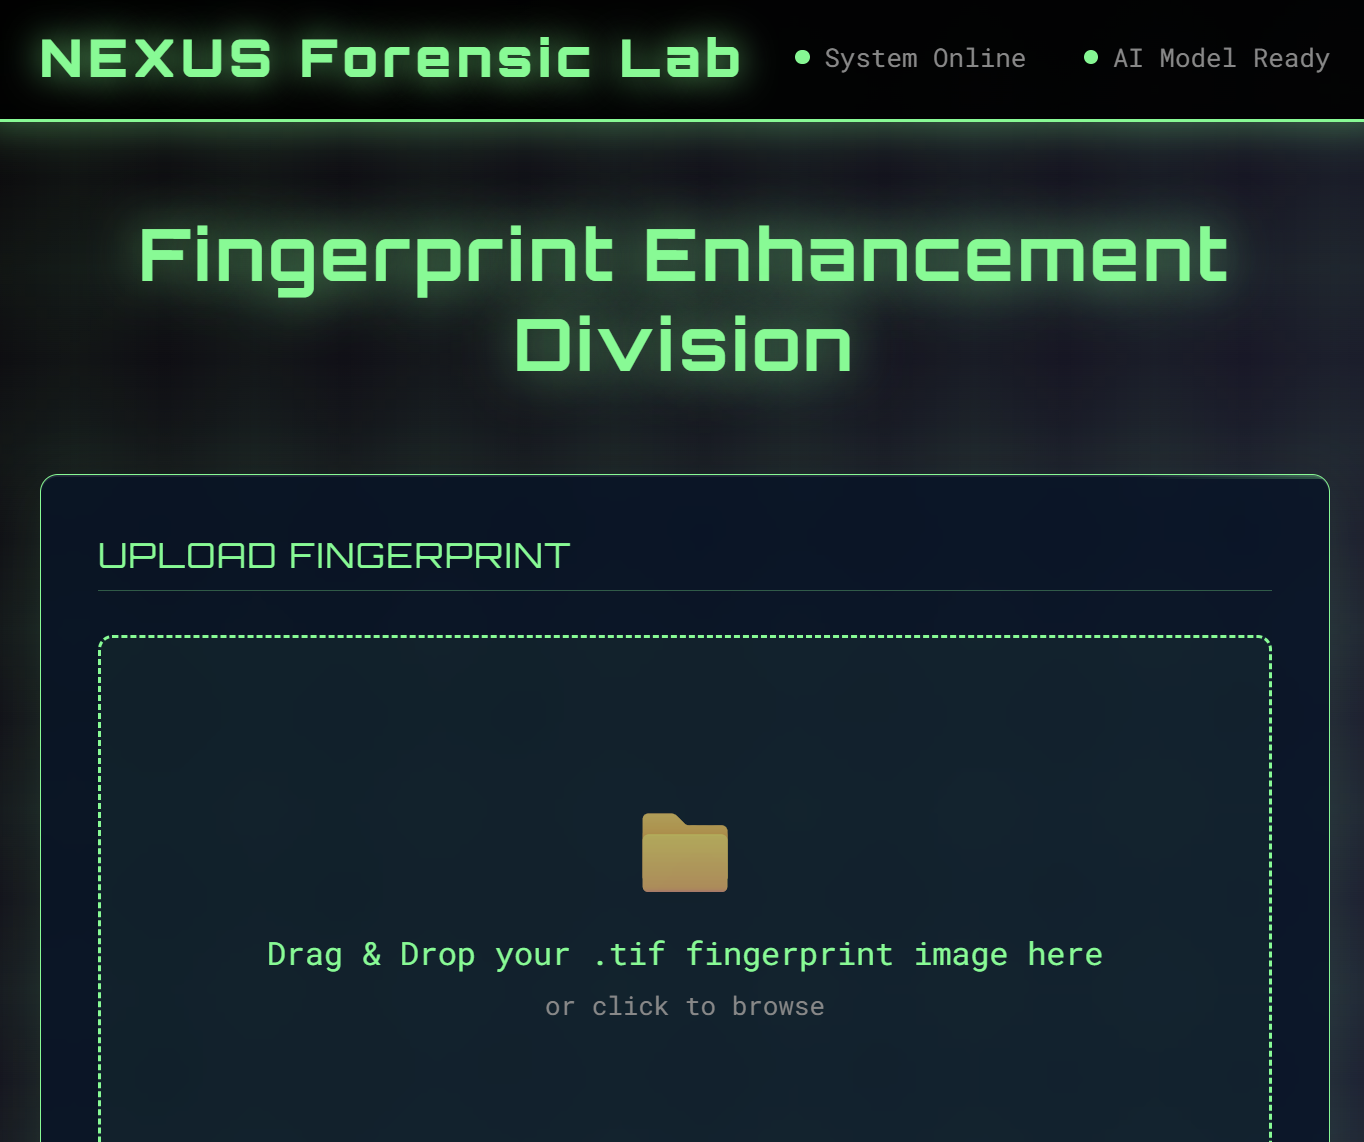 NEXUS Forensic Lab
System Online
AI Model Ready
Fingerprint Enhancement
Division
UPLOAD FINGERPRINT
Drag & Drop your .tif fingerprint image here
or click to browse